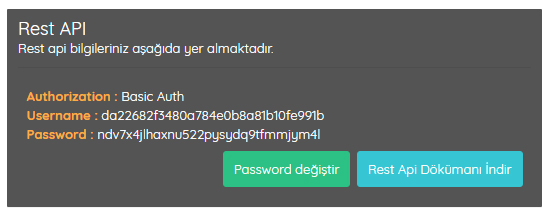 Rest API
Rest api bilgileriniz aşağıda yer almaktadır.
Authorization : Basic Auth
Username : da22682f3480a784e0b8a81b10fe991b
Password : ndv7x4jlhaxnu522pysydq9tfmmjym4l
Password değiştir
Rest Api Dökümanı İndir